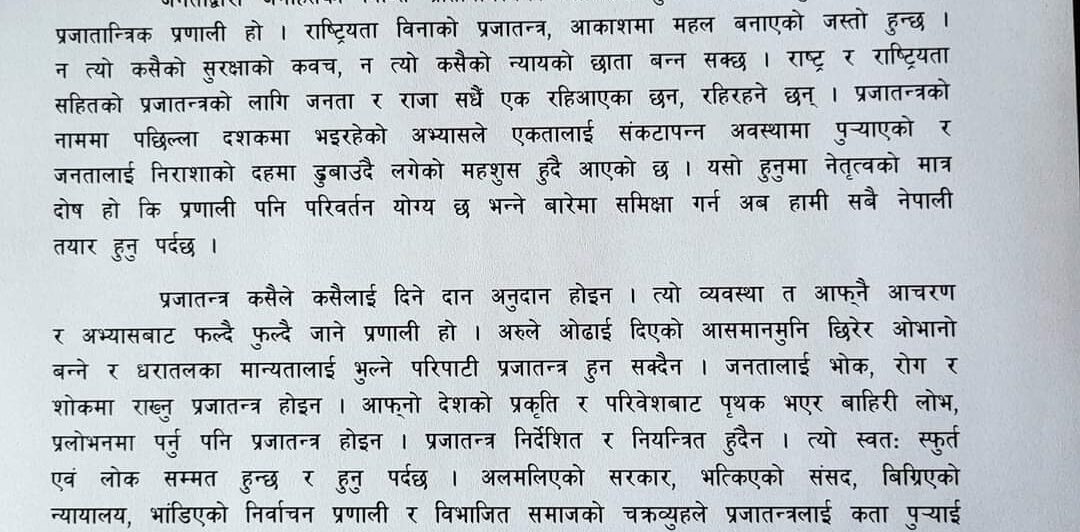 प्रजातान्त्रिक प्रणाली हो । राष्ट्रियता विनाको प्रजातन्त्र, आकाशमा महल बनाएको जस्तो हुन्छ ।
न त्यो कसैको सुरक्षाको कवच, न त्यो कसैको न्यायको छाता बन्न सक्छ । राष्ट्र र राष्ट्रियता
सहितको प्रजातन्त्रको लागि जनता र राजा सधैं एक रहिआएका छन, रहिरहने छन् । प्रजातन्त्रको
नाममा पछिल्ला दशकमा भइरहेको अभ्यासले एकतालाई संकटापन्न अवस्थामा पुऱ्याएको र
जनतालाई निराशाको दहमा डुबाउदै लगेको महशुस हुदै आएको छ । यसो हुनुमा नेतृत्वको मात्र
दोष हो कि प्रणाली पनि परिवर्तन योग्य छ भन्ने बारेमा समिक्षा गर्न अब हामी सबै नेपाली
तयार हुनु पर्दछ ।
प्रजातन्त्र कसैले कसैलाई दिने दान अनुदान होइन । त्यो व्यवस्था त आफ्नै आचरण
र अभ्यासबाट फल्दै फुल्दै जाने प्रणाली हो । अरुले ओढाई दिएको आसमानमुनि छिरेर ओभानो
बन्ने र धरातलका मान्यतालाई भुल्ने परिपाटी प्रजातन्त्र हुन सक्दैन । जनतालाई भोक, रोग र
शोकमा राख्नु प्रजातन्त्र होइन । आफ्नो देशको प्रकृति र परिवेशबाट पृथक भएर बाहिरी लोभ,
प्रलोभनमा पर्नु पनि प्रजातन्त्र होइन । प्रजातन्त्र निर्देशित र नियन्त्रित हुंदैन । त्यो स्वतः स्फुर्त
एवं लोक सम्मत हुन्छ र हुनु पर्दछ । अलमलिएको सरकार, भत्किएको संसद, बिग्रिएको
न्यायालय, भांडिएको निर्वाचन प्रणाली र विभाजित समाजको चक्रव्युहले प्रजातन्त्रलाई कता पुऱ्याई